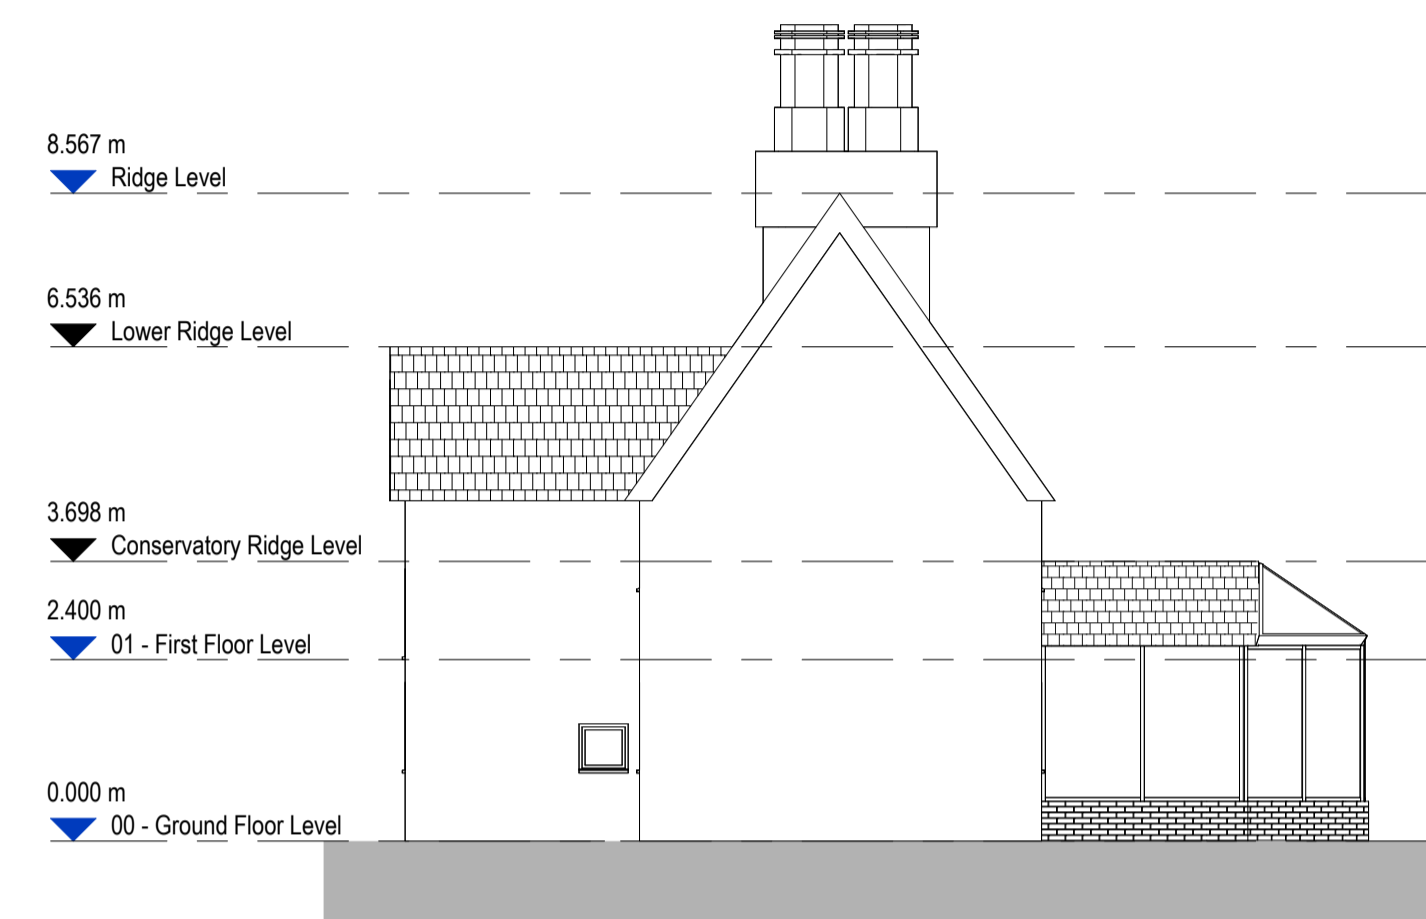 8.567 m
Ridge Level
6.536 m
Lower Ridge Level
3.698 m
Conservatory Ridge Level
2.400 m
01 - First Floor Level
0.000 m
00 - Ground Floor Level